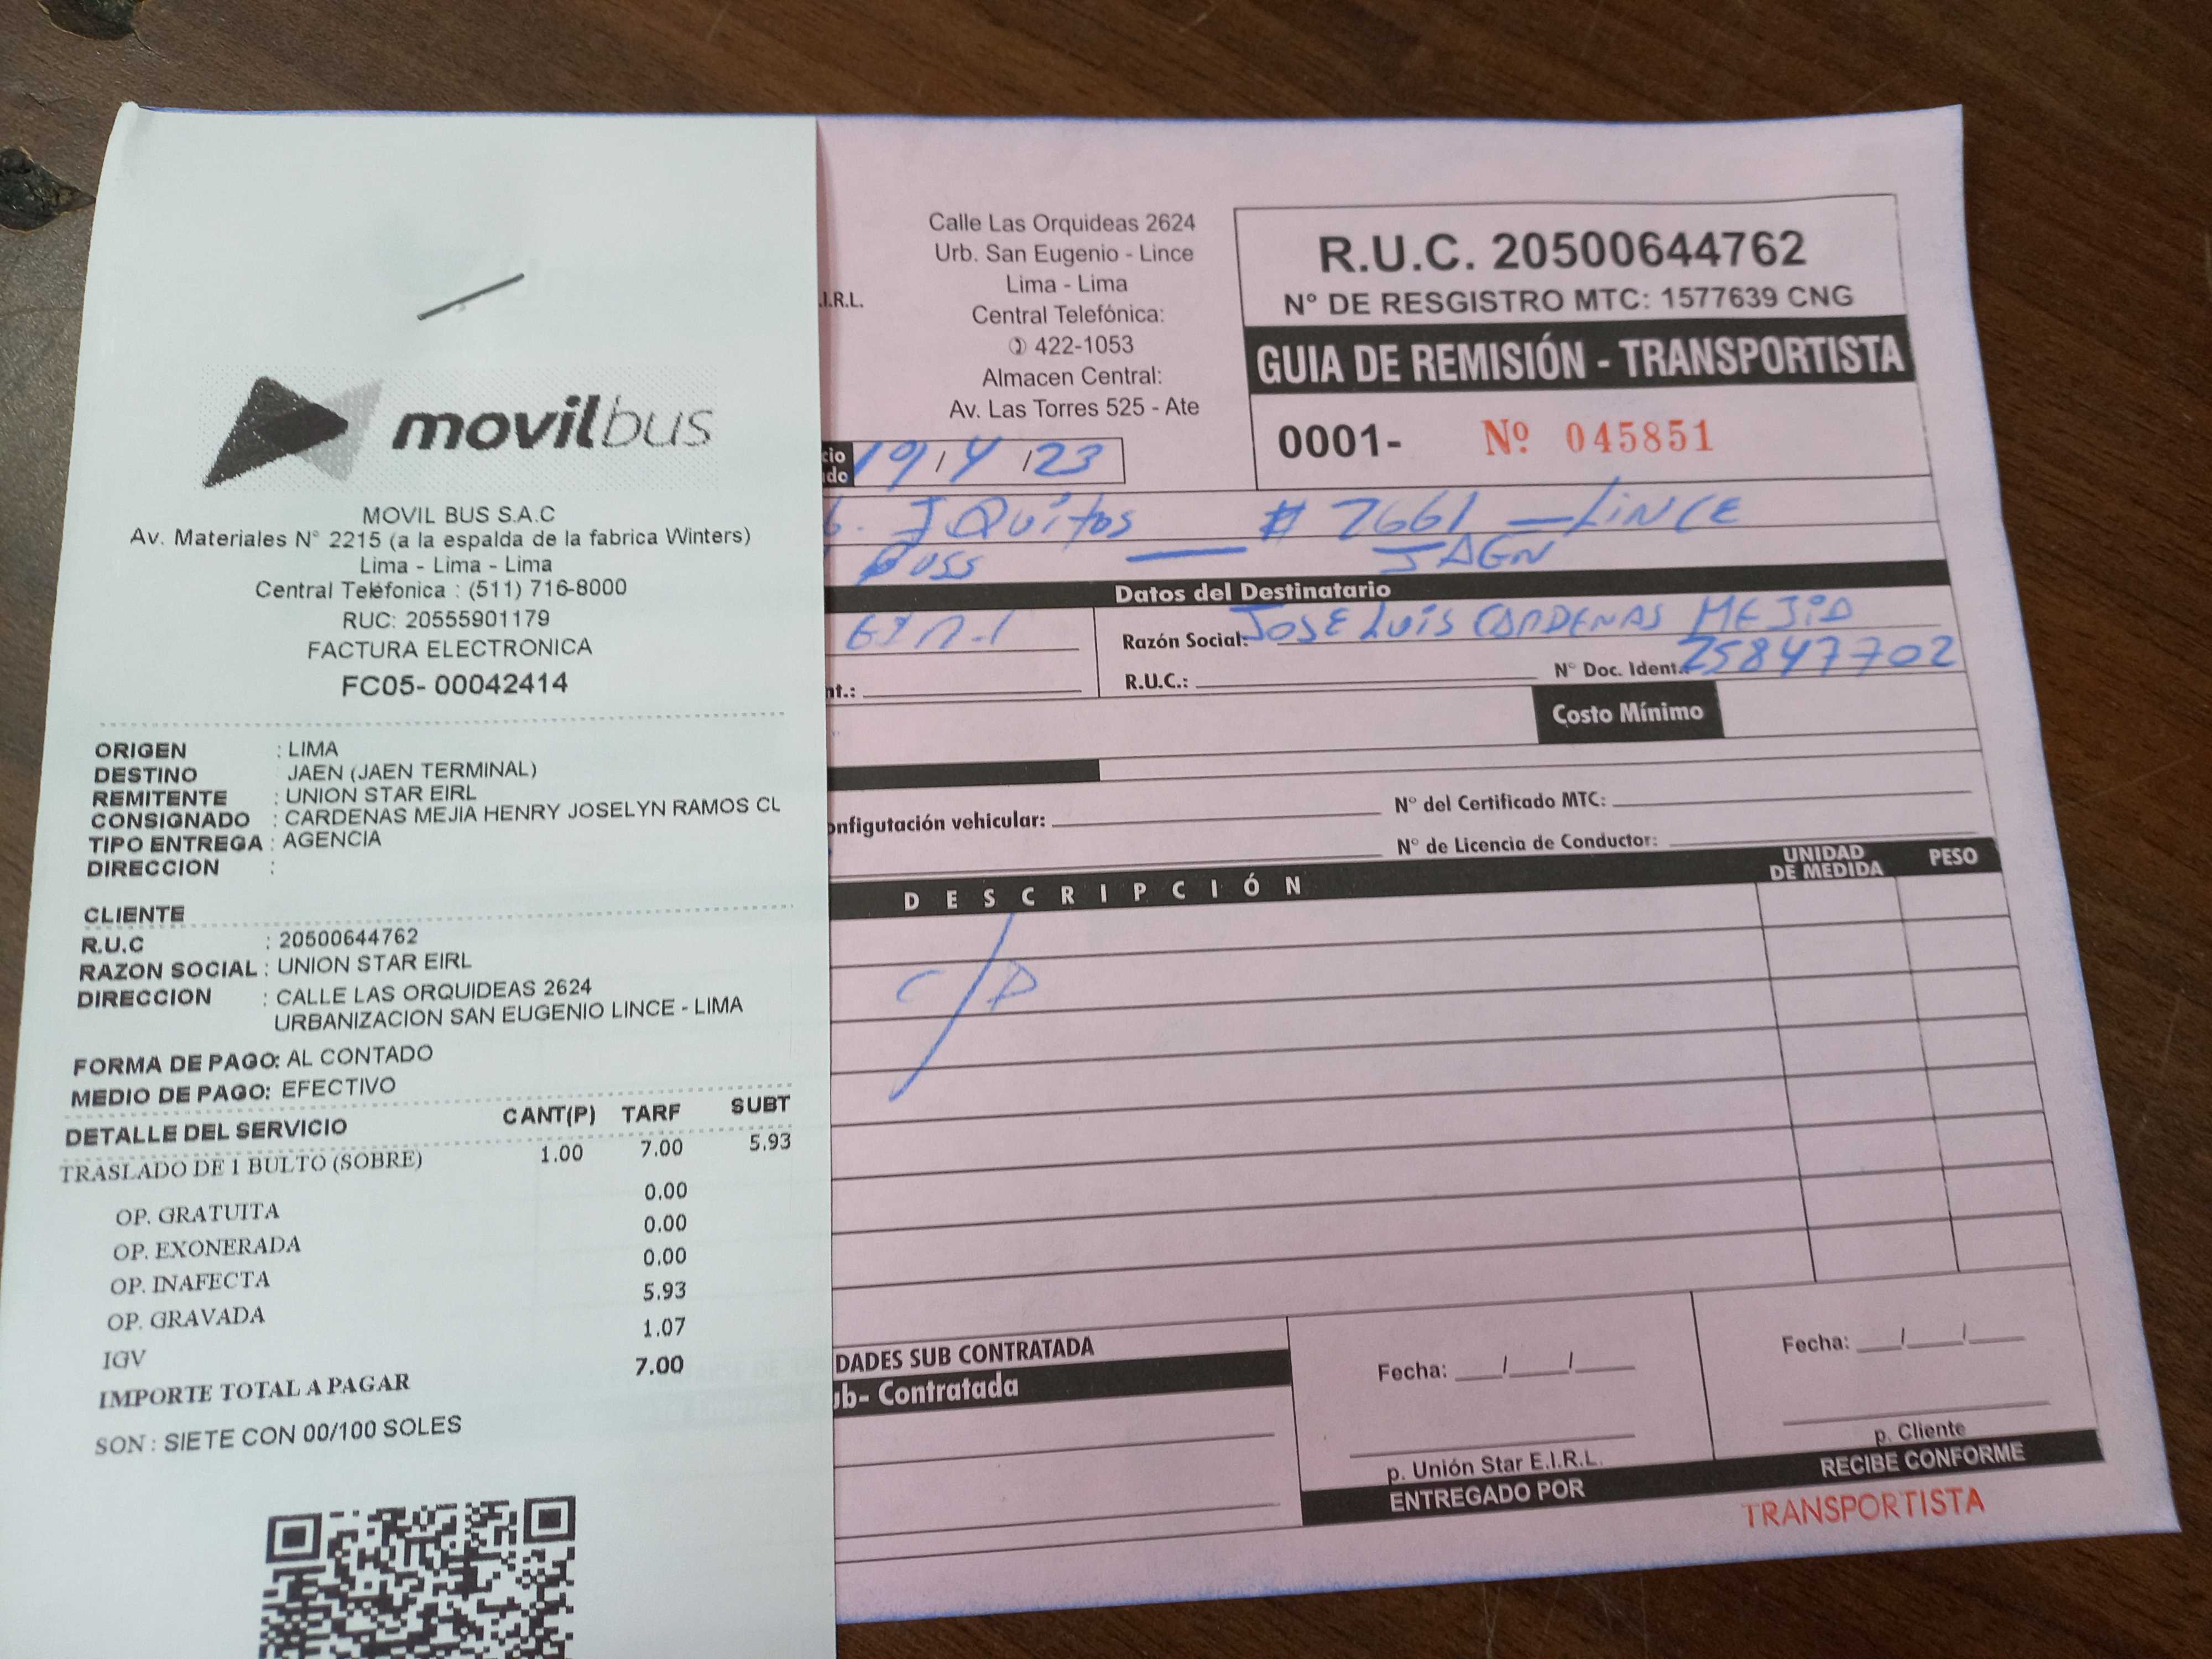 movilbus
MOVIL BUS S.A.C
Av. Materiales N° 2215 (a la espalda de la fabrica Winters)
Lima - Lima - Lima
Central Teléfonica : (511) 716-8000
RUC: 20555901179
FACTURA ELECTRONICA
FC05- 00042414
ORIGEN : LIMA
DESTINO JAEN (JAEN TERMINAL)
REMITENTE : UNION STAR EIRL
CONSIGNADO : CARDENAS MEJIA HENRY JOSELYN RAMOS CL
TIPO ENTREGA : AGENCIA
DIRECCION :
CLIENTE
R.U.C : 20500644762
RAZON SOCIAL : UNION STAR EIRL
DIRECCION : CALLE LAS ORQUIDEAS 2624
URBANIZACION SAN EUGENIO LINCE - LIMA
FORMA DE PAGO: AL CONTADO
MEDIO DE PAGO: EFECTIVO
DETALLE DEL SERVICIO CANT(P) TARF SUBT
TRASLADO DE 1 BULTO (SOBRE) 1.00 7.00 5.93
OP. GRATUITA 0.00
OP. EXONERADA 0.00
OP. INAFECTA 0.00
OP. GRAVADA 5.93
IGV 1.07
IMPORTE TOTAL A PAGAR 7.00
SON : SIETE CON 00/100 SOLES
.I.R.L.
Calle Las Orquideas 2624
Urb. San Eugenio - Lince
Lima - Lima
Central Telefónica:
422-1053
Almacen Central:
Av. Las Torres 525 - Ate
R.U.C. 20500644762
N° DE RESGISTRO MTC: 1577639 CNG
GUIA DE REMISIÓN - TRANSPORTISTA
0001- Nº 045851
cio
do
19/4/23
IQuitos # 2661 - LINCE
JAEN
Datos del Destinatario
Razón Social: JOSE LUIS CARDENAS MEJIA
nt.: R.U.C.: N° Doc. Ident.: 25847702
Costo Mínimo
onfigutación vehicular: N° del Certificado MTC:
N° de Licencia de Conductor:
DESCRIPCIÓN UNIDAD DE MEDIDA PESO
C/D
DADES SUB CONTRATADA
ub- Contratada
Fecha: / /
p. Unión Star E.I.R.L.
ENTREGADO POR
Fecha: / /
p. Cliente
RECIBE CONFORME
TRANSPORTISTA